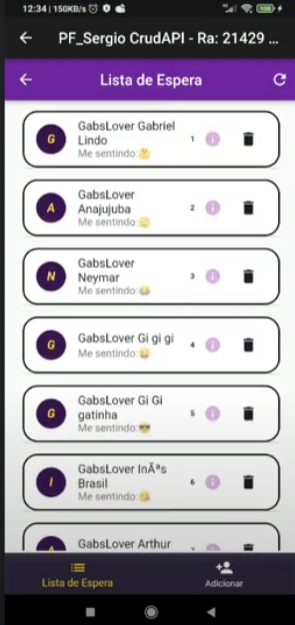 12:34 | 150KB/s
100
PF_Sergio CrudAPI - Ra: 21429 ...
Lista de Espera
G
GabsLover Gabriel
Lindo
Me sentindo:
1
A
GabsLover
Anajujuba
Me sentindo:
2
N
GabsLover
Neymar
Me sentindo:
3
G
GabsLover Gi gi gi
Me sentindo:
4
G
GabsLover Gi Gi
gatinha
Me sentindo:
5
I
GabsLover Inês
Brasil
Me sentindo:
6
GabsLover Arthur
Lista de Espera
Adicionar